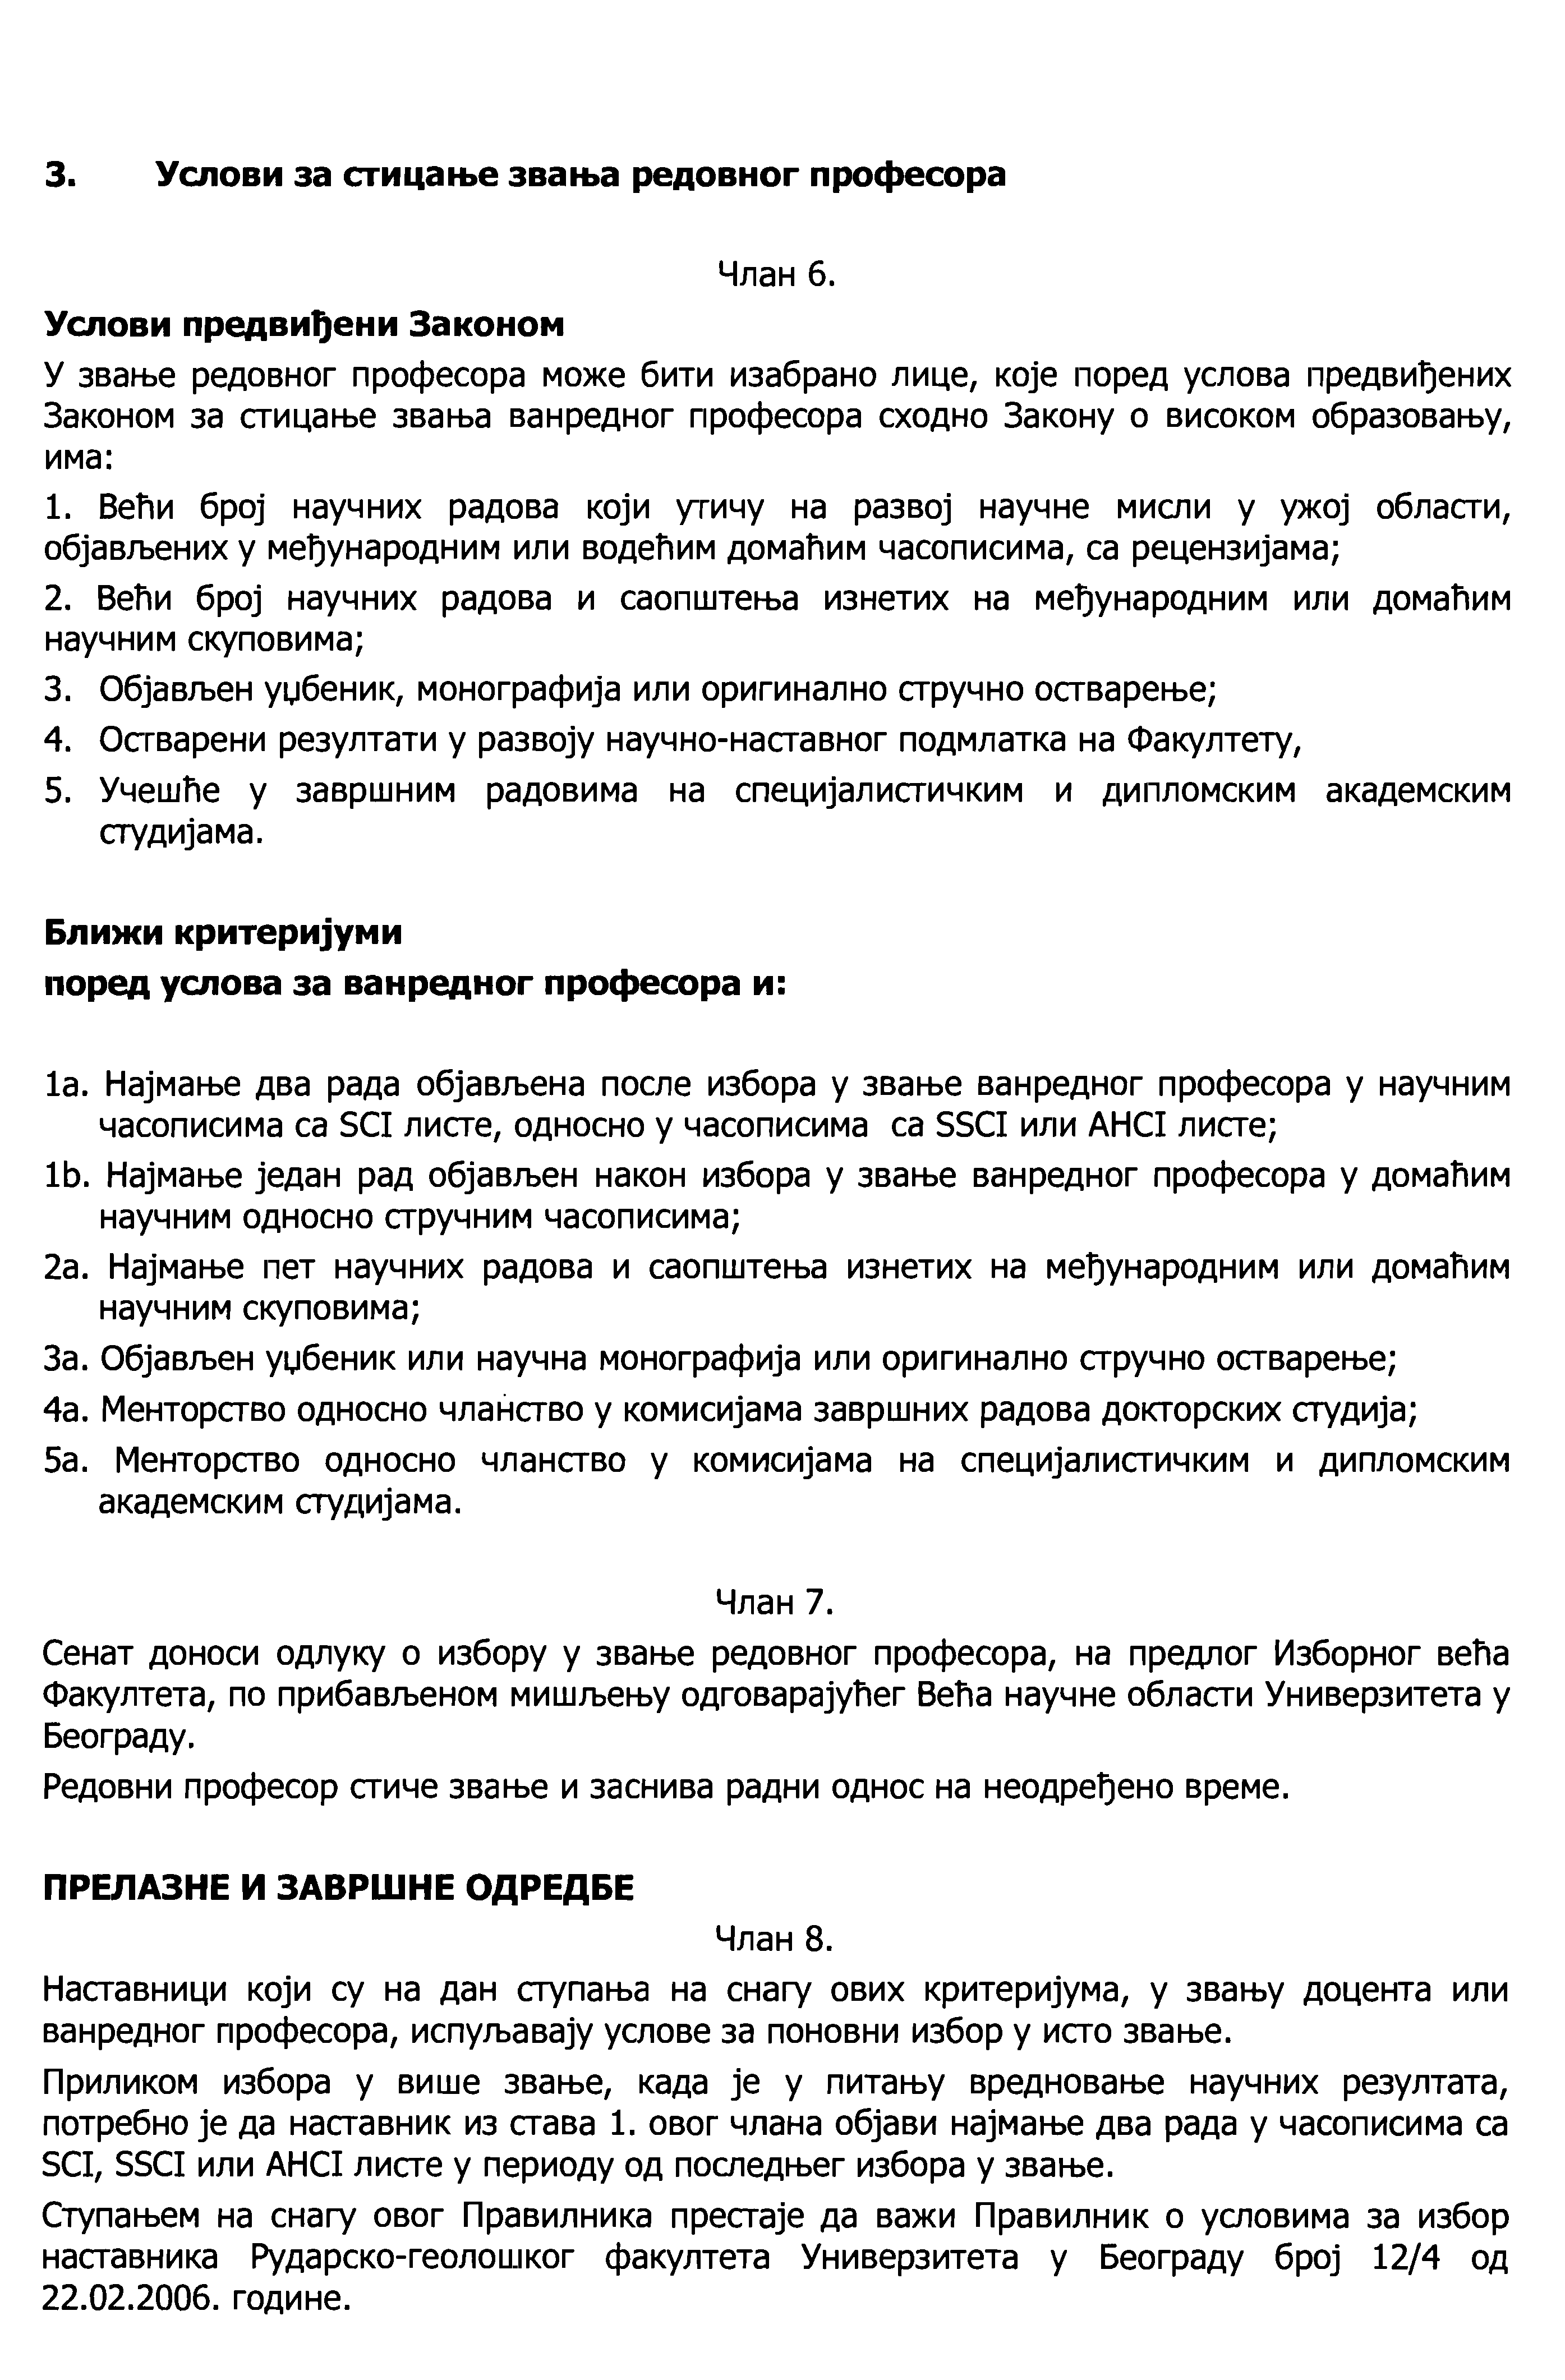 3. Услови за стицање звања редовног професора
Члан 6.
Услови предвиђени Законом
У звање редовног професора може бити изабрано лице, које поред услова предвиђених
Законом за стицање звања ванредног професора сходно Закону о високом образовању,
има:
1. Већи број научних радова који утичу на развој научне мисли у ужој области,
објављених у међународним или водећим домаћим часописима, са рецензијама;
2. Већи број научних радова и саопштења изнетих на међународним или домаћим
научним скуповима;
3. Објављен уџбеник, монографија или оригинално стручно остварење;
4. Остварени резултати у развоју научно-наставног подмлатка на Факултету,
5. Учешће у завршним радовима на специјалистичким и дипломским академским
студијама.
Ближи критеријуми
поред услова за ванредног професора и:
1a. Најмање два рада објављена после избора у звање ванредног професора у научним
часописима са SCI листе, односно у часописима са SSCI или AHCI листе;
1b. Најмање један рад објављен након избора у звање ванредног професора у домаћим
научним односно стручним часописима;
2a. Најмање пет научних радова и саопштења изнетих на међународним или домаћим
научним скуповима;
3a. Објављен уџбеник или научна монографија или оригинално стручно остварење;
4a. Менторство односно чланство у комисијама завршних радова докторских студија;
5a. Менторство односно чланство у комисијама на специјалистичким и дипломским
академским студијама.
Члан 7.
Сенат доноси одлуку о избору у звање редовног професора, на предлог Изборног већа
Факултета, по прибављеном мишљењу одговарајућег Већа научне области Универзитета у
Београду.
Редовни професор стиче звање и заснива радни однос на неодређено време.
ПРЕЛАЗНЕ И ЗАВРШНЕ ОДРЕДБЕ
Члан 8.
Наставници који су на дан ступања на снагу ових критеријума, у звању доцента или
ванредног професора, испуљавају услове за поновни избор у исто звање.
Приликом избора у више звање, када је у питању вредновање научних резултата,
потребно је да наставник из става 1. овог члана објави најмање два рада у часописима са
SCI, SSCI или AHCI листе у периоду од последњег избора у звање.
Ступањем на снагу овог Правилника престаје да важи Правилник о условима за избор
наставника Рударско-геолошког факултета Универзитета у Београду број 12/4 од
22.02.2006. године.